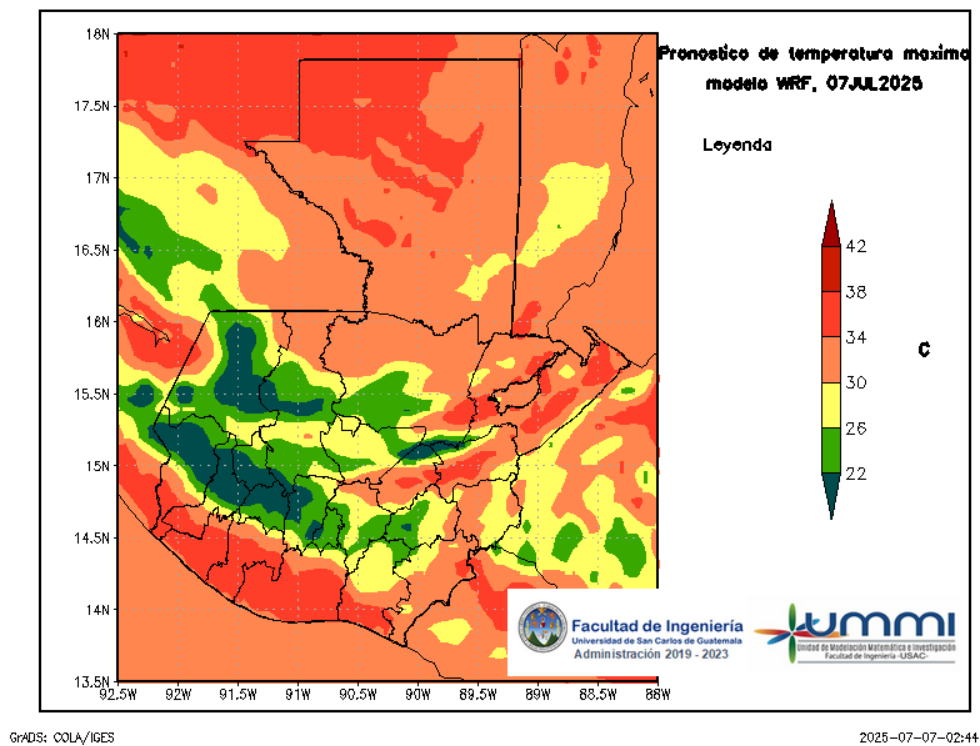 Pronostico de temperatura maxima
modelo WRF, 07JUL2025
Leyenda
42
38
34
30
26
22
C
18N
17.5N
17N
16.5N
16N
15.5N
15N
14.5N
14N
13.5N
92.5W
92W
91.5W
91W
90.5W
90W
89.5W
89W
88.5W
88W
Facultad de Ingeniería
Universidad de San Carlos de Guatemala
Administración 2019 - 2023
ummi
Unidad de Modelación Matemática e Investigación
Facultad de Ingeniería -USAC-
GrADS: COLA/IGES
2025-07-07-02:44